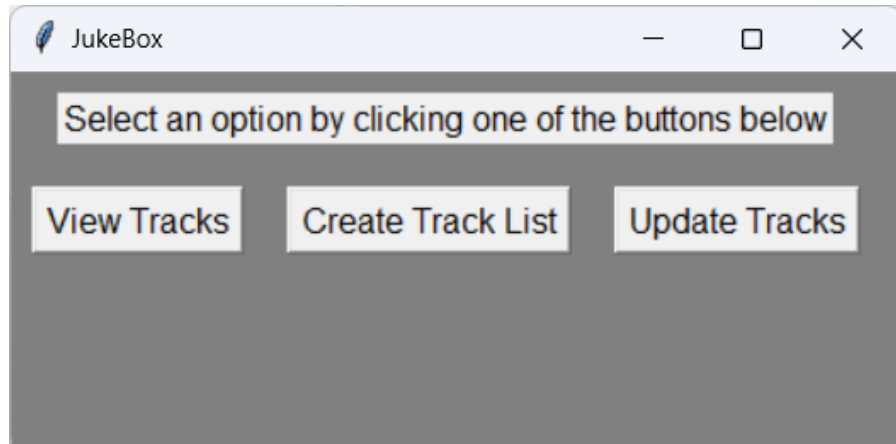 JukeBox
Select an option by clicking one of the buttons below
View Tracks
Create Track List
Update Tracks